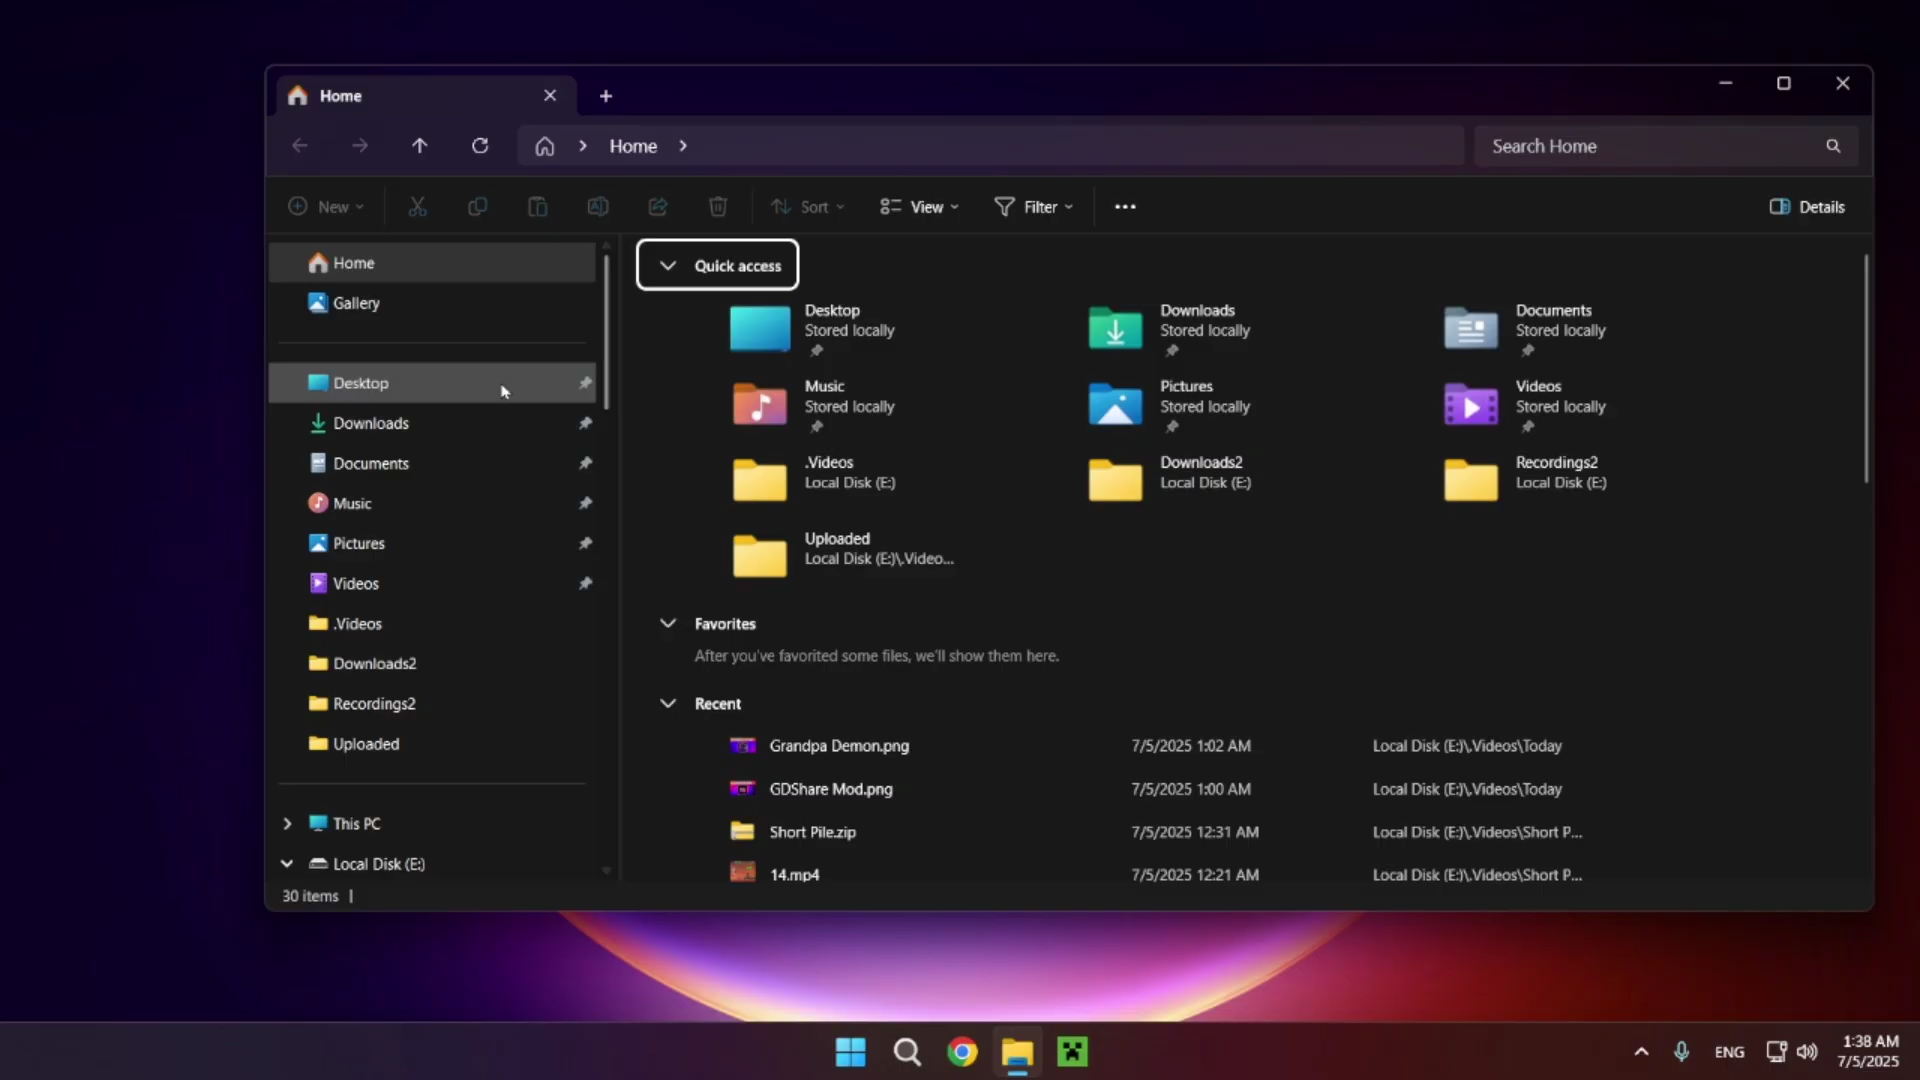 Home
Home
Search Home
New
Sort
View
Filter
Details
Home
Gallery
Desktop
Downloads
Documents
Music
Pictures
Videos
.Videos
Downloads2
Recordings2
Uploaded
This PC
Local Disk (E:)
30 items
Quick access
Desktop
Stored locally
Downloads
Stored locally
Documents
Stored locally
Music
Stored locally
Pictures
Stored locally
Videos
Stored locally
.Videos
Local Disk (E:)
Downloads2
Local Disk (E:)
Recordings2
Local Disk (E:)
Uploaded
Local Disk (E:)\.Video...
Favorites
After you've favorited some files, we'll show them here.
Recent
Grandpa Demon.png 7/5/2025 1:02 AM Local Disk (E:)\.Videos\Today
GDShare Mod.png 7/5/2025 1:00 AM Local Disk (E:)\.Videos\Today
Short Pile.zip 7/5/2025 12:31 AM Local Disk (E:)\.Videos\Short P...
14.mp4 7/5/2025 12:21 AM Local Disk (E:)\.Videos\Short P...
ENG
1:38 AM
7/5/2025